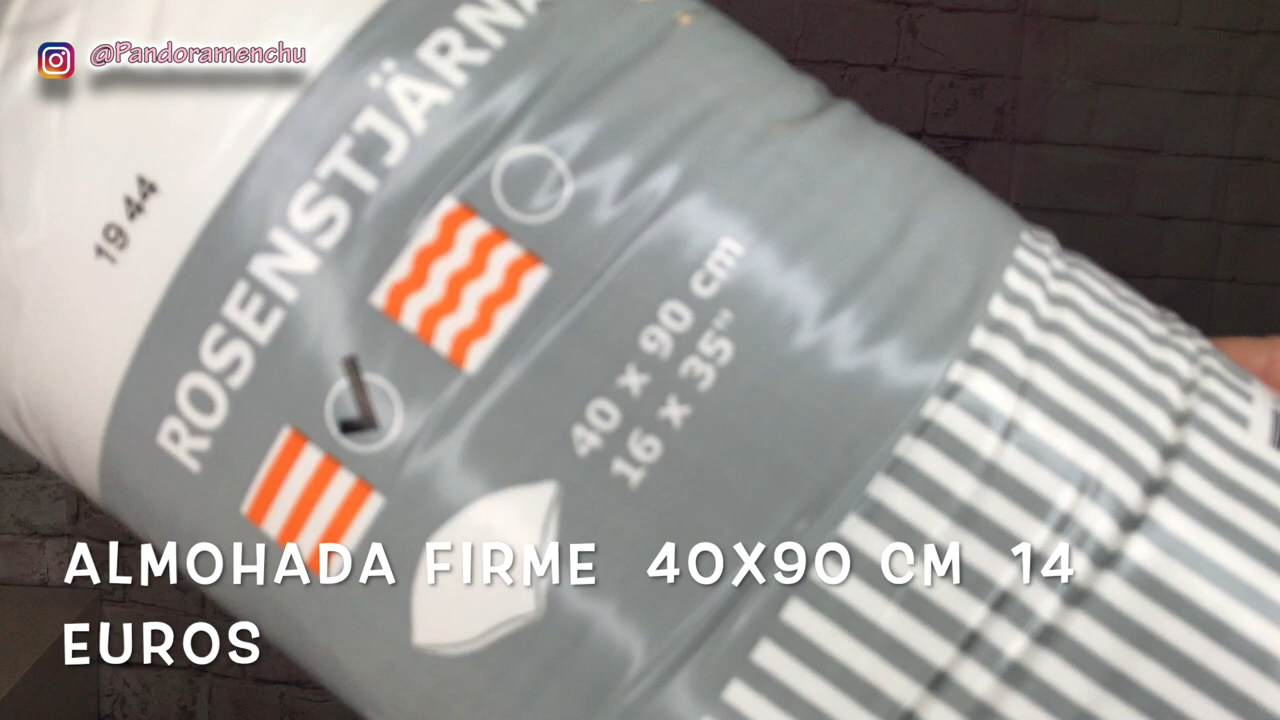 @Pandoramenchu
1944
ROSENSTJÄRNA
40 x 90 cm
16 x 35"
ALMOHADA FIRME 40X90 CM 14
EUROS